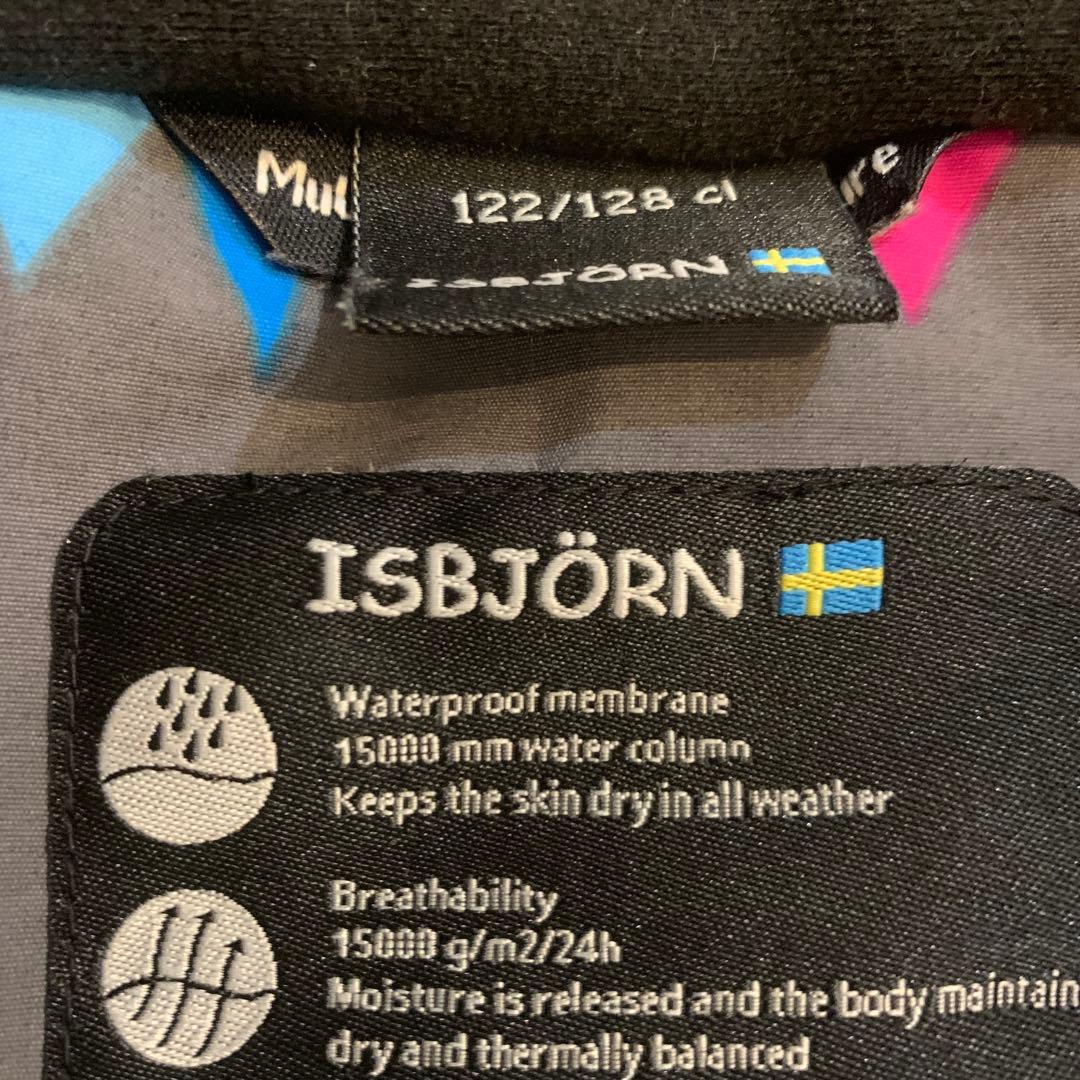 Mul
122/128 cl
ure
ISBJÖRN
ISBJÖRN
Waterproof membrane
15000 mm water column
Keeps the skin dry in all weather
Breathability
15000 g/m2/24h
Moisture is released and the body maintain
dry and thermally balanced